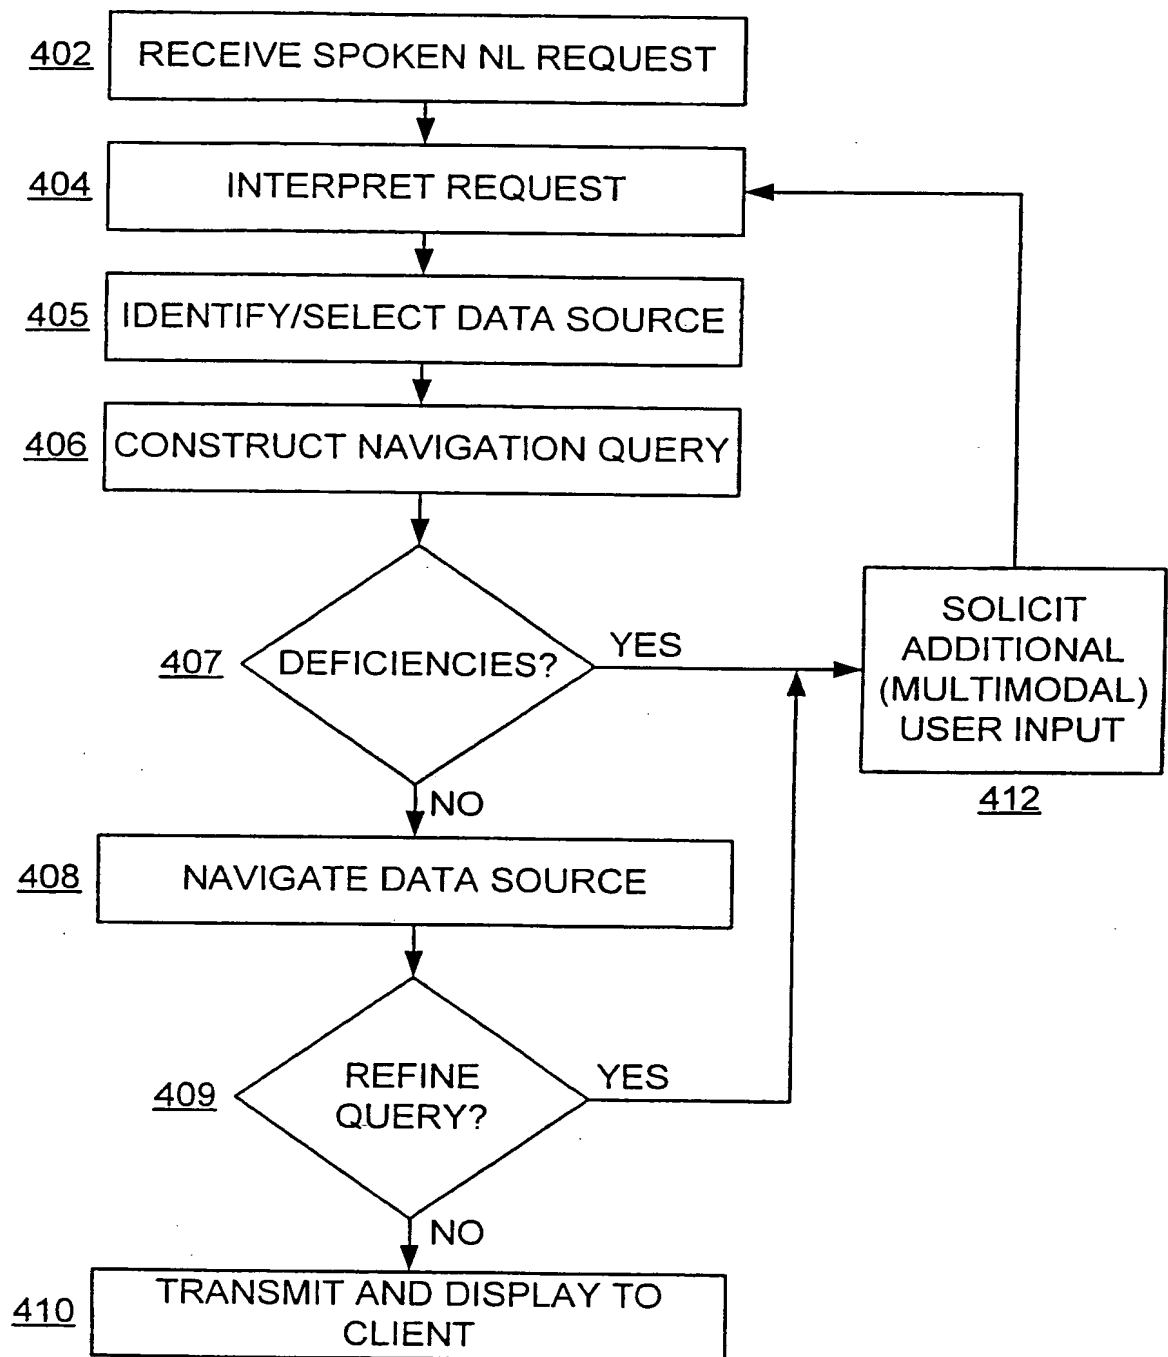 402 RECEIVE SPOKEN NL REQUEST
404 INTERPRET REQUEST
405 IDENTIFY/SELECT DATA SOURCE
406 CONSTRUCT NAVIGATION QUERY
407 DEFICIENCIES? YES
SOLICIT
ADDITIONAL
(MULTIMODAL)
USER INPUT
412
NO
408 NAVIGATE DATA SOURCE
409 REFINE
QUERY?
YES
NO
410 TRANSMIT AND DISPLAY TO
CLIENT